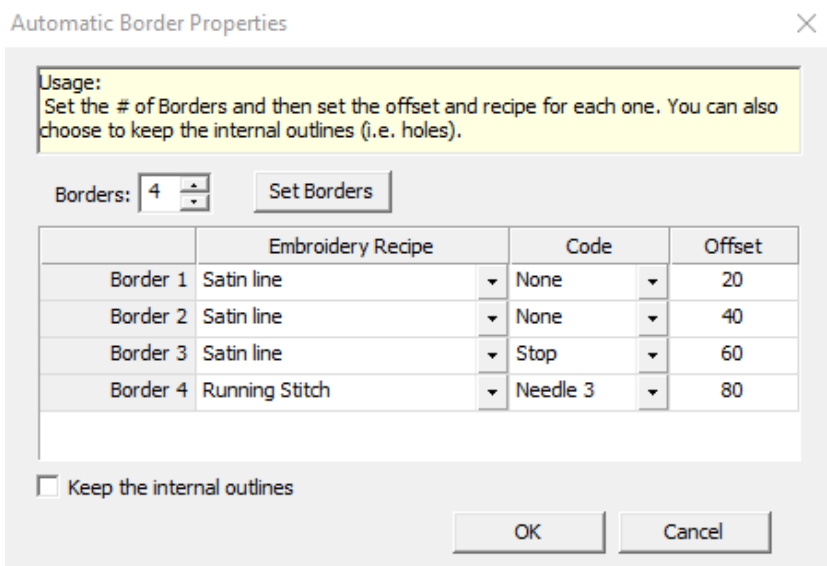 Automatic Border Properties
Usage:
Set the # of Borders and then set the offset and recipe for each one. You can also
choose to keep the internal outlines (i.e. holes).
Borders: 4 Set Borders
Embroidery Recipe Code Offset
Border 1 Satin line None 20
Border 2 Satin line None 40
Border 3 Satin line Stop 60
Border 4 Running Stitch Needle 3 80
Keep the internal outlines
OK Cancel